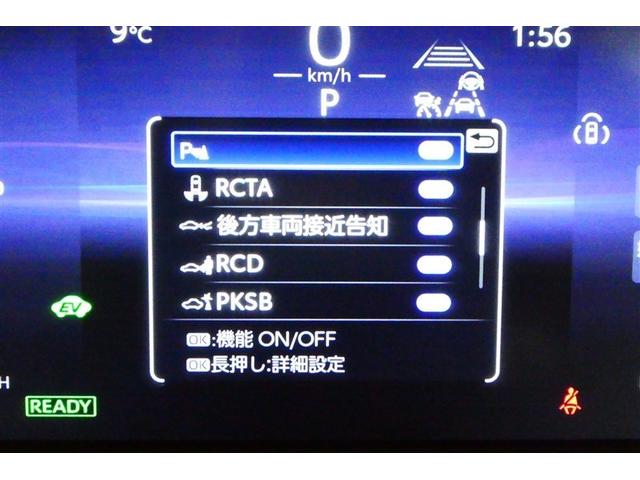 9℃
0
1:56
km/h
P
P
RCTA
後方車両接近告知
RCD
PKSB
OK:機能 ON/OFF
OK長押し:詳細設定
EV
H
READY